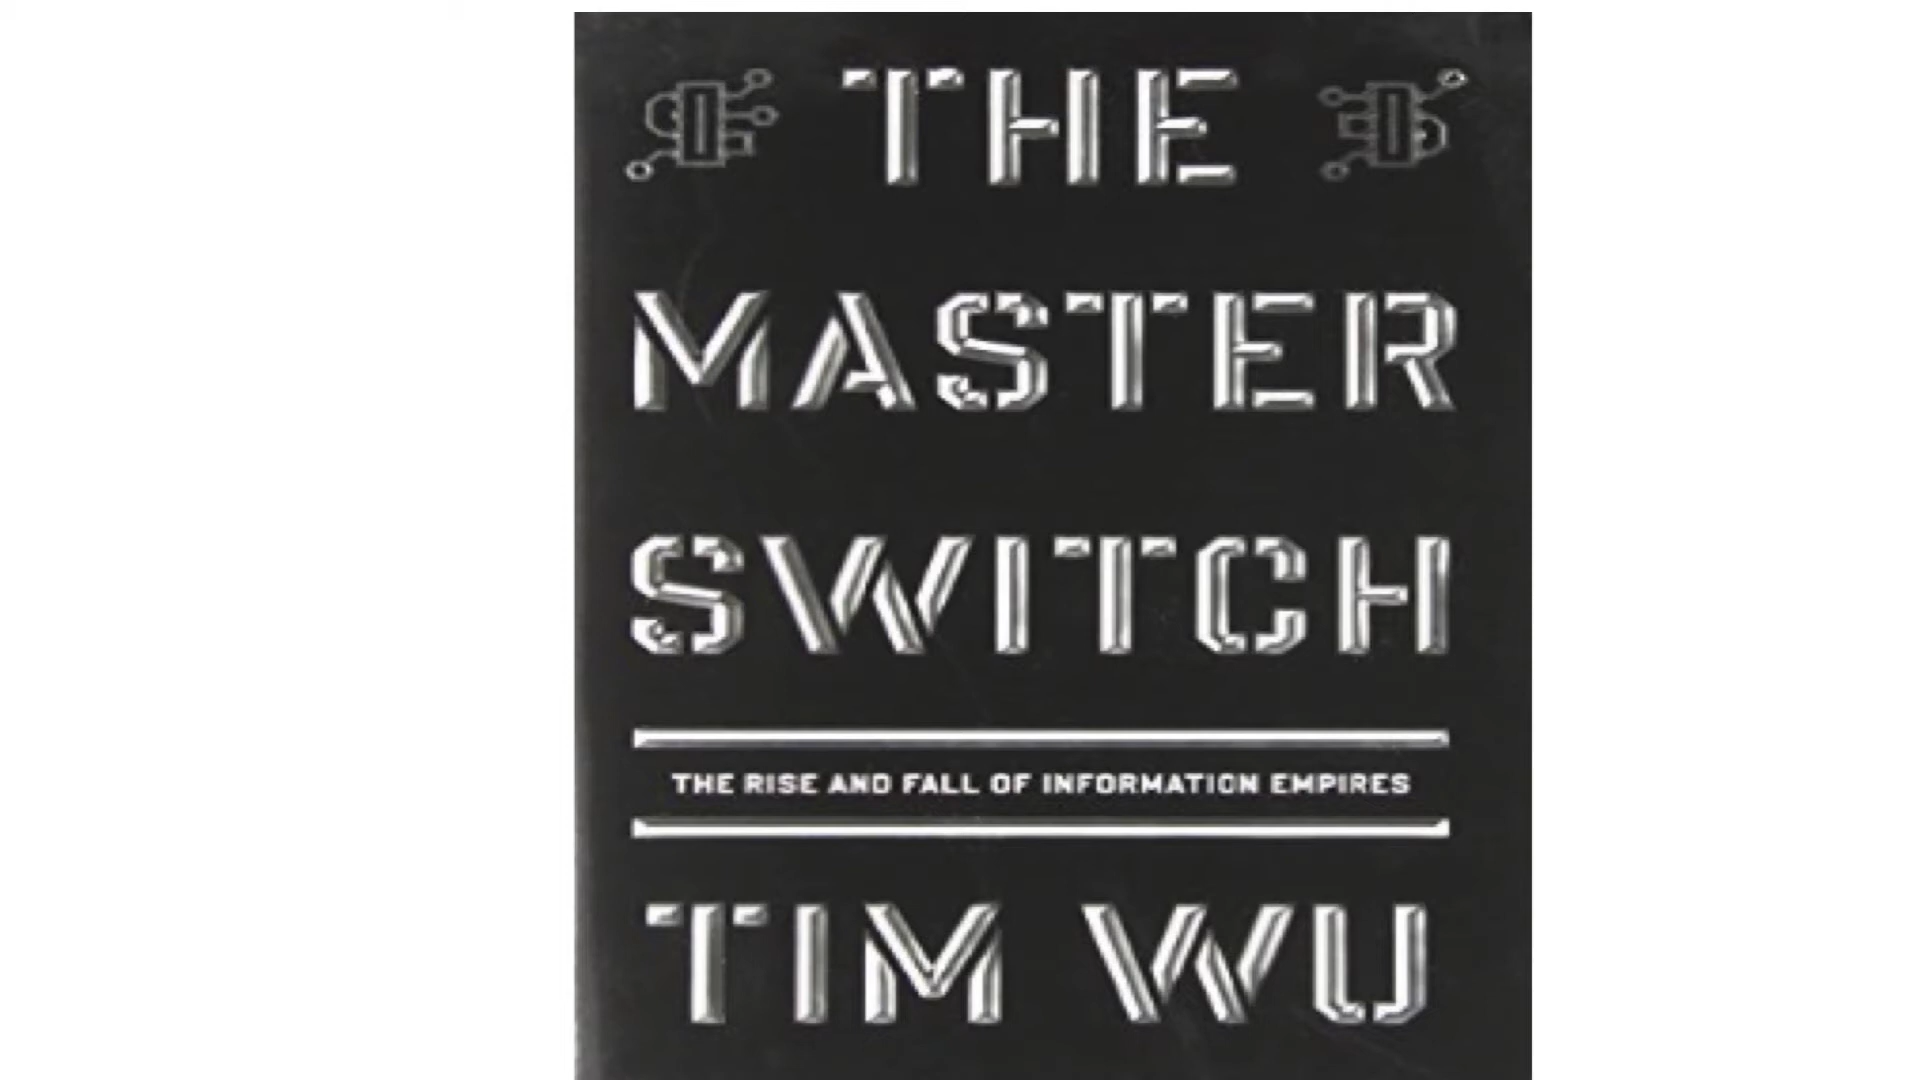 THE
MASTER
SWITCH
THE RISE AND FALL OF INFORMATION EMPIRES
TIM WU